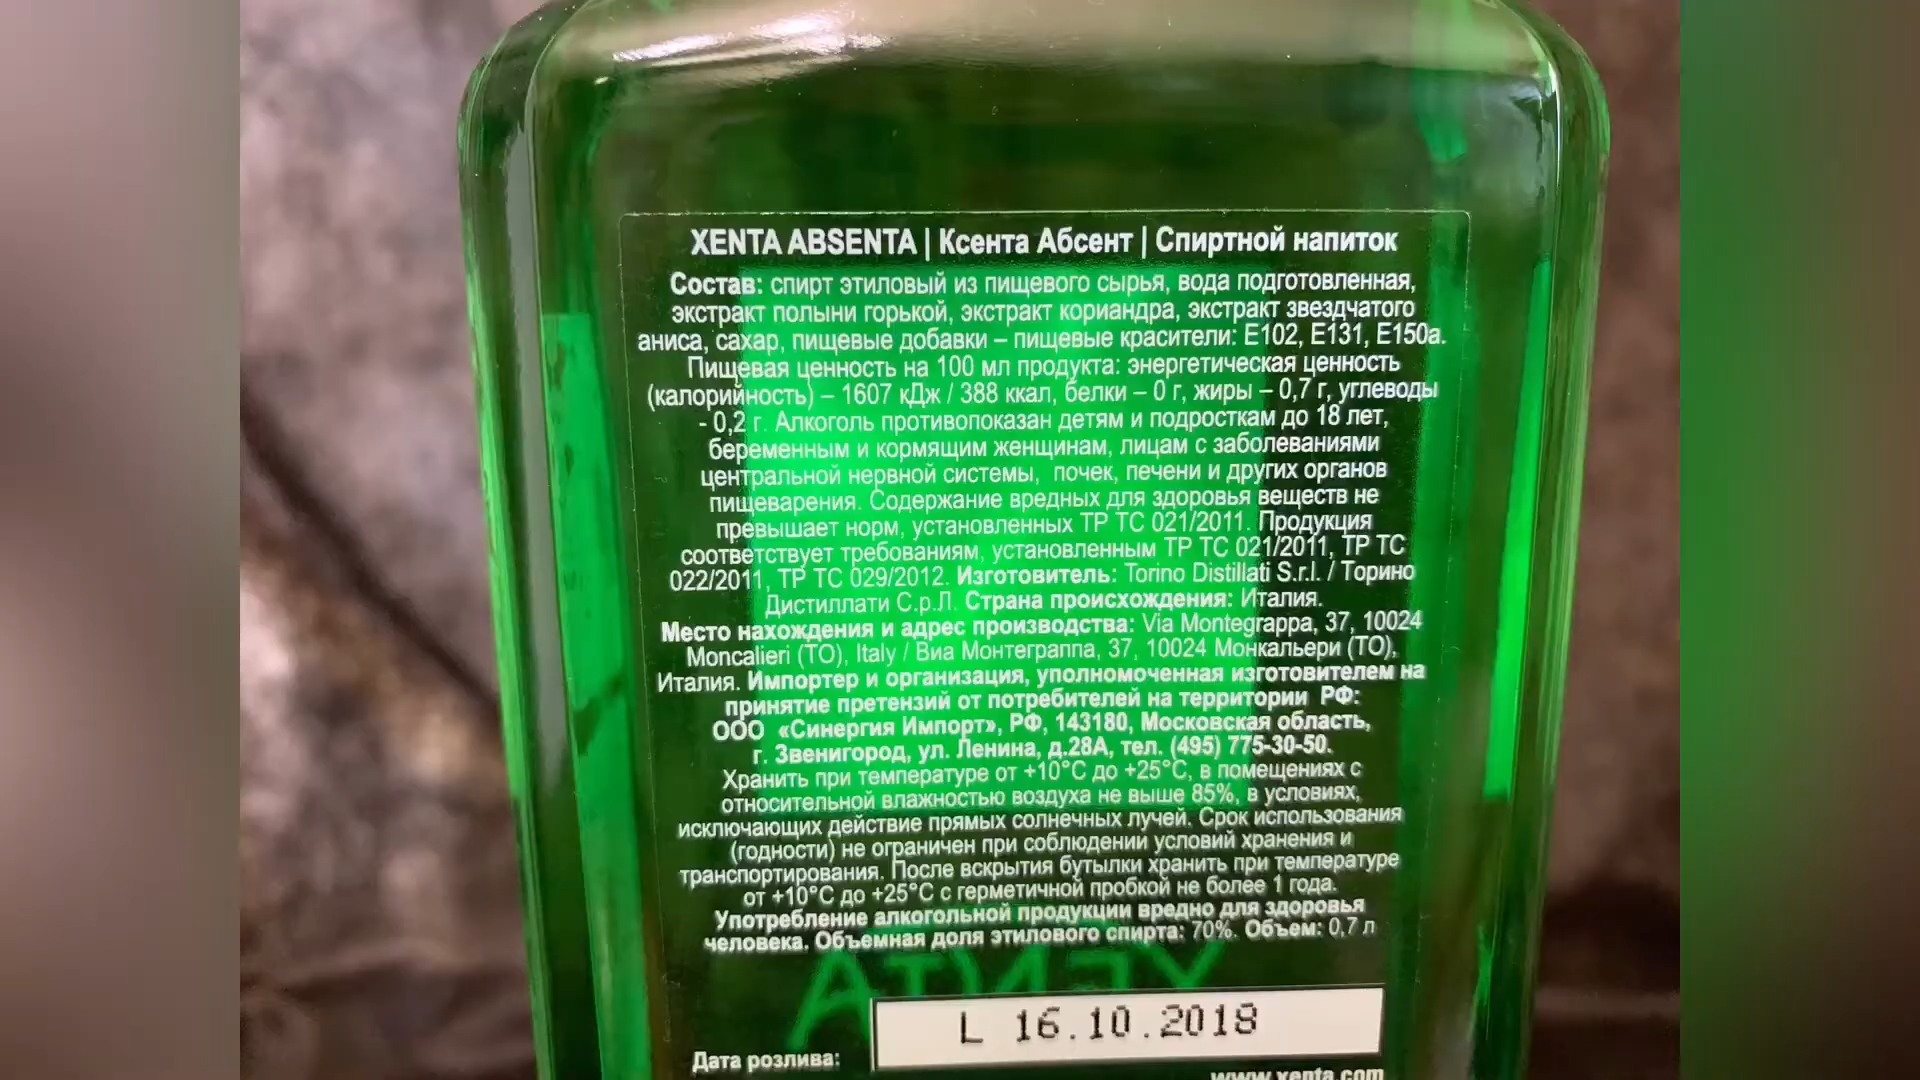 XENTA ABSENTA | Ксента Абсент | Спиртной напиток
Состав: спирт этиловый из пищевого сырья, вода подготовленная,
экстракт полыни горькой, экстракт кориандра, экстракт звездчатого
аниса, сахар, пищевые добавки – пищевые красители: Е102, Е131, Е150а.
Пищевая ценность на 100 мл продукта: энергетическая ценность
(калорийность) – 1607 кДж / 388 ккал, белки – 0 г, жиры – 0,7 г, углеводы
- 0,2 г. Алкоголь противопоказан детям и подросткам до 18 лет,
беременным и кормящим женщинам, лицам с заболеваниями
центральной нервной системы, почек, печени и других органов
пищеварения. Содержание вредных для здоровья веществ не
превышает норм, установленных ТР ТС 021/2011. Продукция
соответствует требованиям, установленным ТР ТС 021/2011, ТР ТС
022/2011, ТР ТС 029/2012. Изготовитель: Torino Distillati S.r.l. / Торино
Дистиллати С.р.Л. Страна происхождения: Италия.
Место нахождения и адрес производства: Via Montegrappa, 37, 10024
Moncalieri (TO), Italy / Виа Монтеграппа, 37, 10024 Монкальери (ТО),
Италия. Импортер и организация, уполномоченная изготовителем на
принятие претензий от потребителей на территории РФ:
ООО «Синергия Импорт», РФ, 143180, Московская область,
г. Звенигород, ул. Ленина, д.28А, тел. (495) 775-30-50.
Хранить при температуре от +10°С до +25°С, в помещениях с
относительной влажностью воздуха не выше 85%, в условиях,
исключающих действие прямых солнечных лучей. Срок использования
(годности) не ограничен при соблюдении условий хранения и
транспортирования. После вскрытия бутылки хранить при температуре
от +10°С до +25°С с герметичной пробкой не более 1 года.
Употребление алкогольной продукции вредно для здоровья
человека. Объемная доля этилового спирта: 70%. Объем: 0,7 л
XENTA
L 16.10.2018
Дата розлива:
www.xenta.com